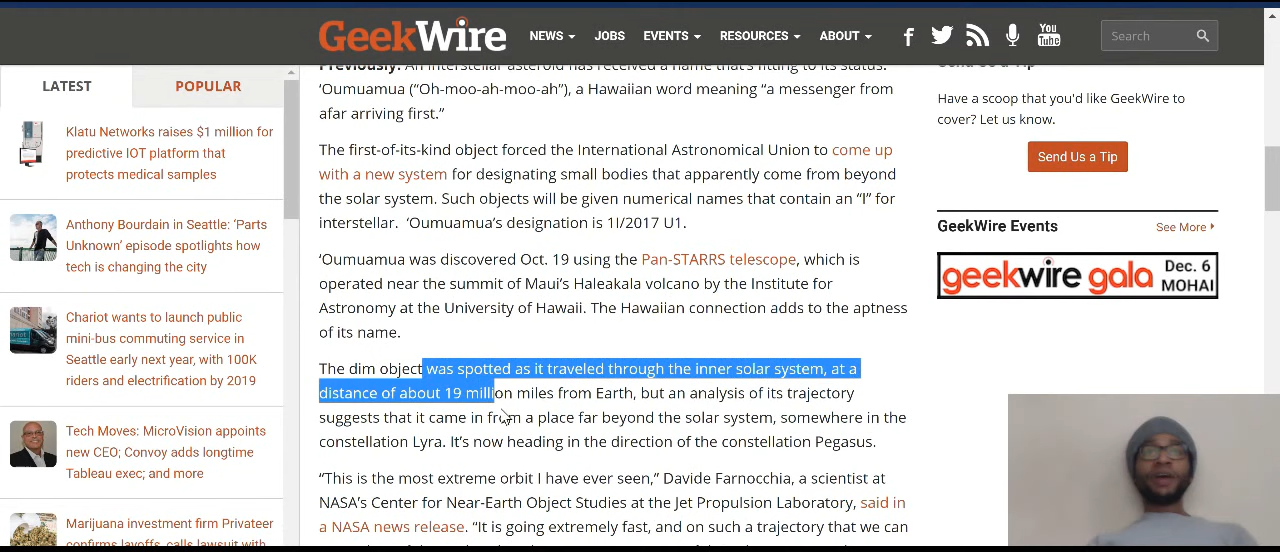 GeekWire
NEWS JOBS EVENTS RESOURCES ABOUT
f
You
Tube
Search
LATEST
POPULAR
Klatu Networks raises $1 million for
predictive IOT platform that
protects medical samples
Anthony Bourdain in Seattle: ‘Parts
Unknown’ episode spotlights how
tech is changing the city
Chariot wants to launch public
mini-bus commuting service in
Seattle early next year, with 100K
riders and electrification by 2019
Tech Moves: MicroVision appoints
new CEO; Convoy adds longtime
Tableau exec; and more
Marijuana investment firm Privateer
confirms layoffs, calls lawsuit with
Previously: An interstellar asteroid has received a name that’s fitting to its status:
‘Oumuamua (“Oh-moo-ah-moo-ah”), a Hawaiian word meaning “a messenger from
afar arriving first.”
The first-of-its-kind object forced the International Astronomical Union to come up
with a new system for designating small bodies that apparently come from beyond
the solar system. Such objects will be given numerical names that contain an “I” for
interstellar. ‘Oumuamua’s designation is 1I/2017 U1.
‘Oumuamua was discovered Oct. 19 using the Pan-STARRS telescope, which is
operated near the summit of Maui’s Haleakala volcano by the Institute for
Astronomy at the University of Hawaii. The Hawaiian connection adds to the aptness
of its name.
The dim object was spotted as it traveled through the inner solar system, at a
distance of about 19 million miles from Earth, but an analysis of its trajectory
suggests that it came in from a place far beyond the solar system, somewhere in the
constellation Lyra. It’s now heading in the direction of the constellation Pegasus.
“This is the most extreme orbit I have ever seen,” Davide Farnocchia, a scientist at
NASA’s Center for Near-Earth Object Studies at the Jet Propulsion Laboratory, said in
a NASA news release. “It is going extremely fast, and on such a trajectory that we can
Send Us a Tip
Have a scoop that you'd like GeekWire to
cover? Let us know.
Send Us a Tip
GeekWire Events
See More
geekwire gala
Dec. 6
MOHAI